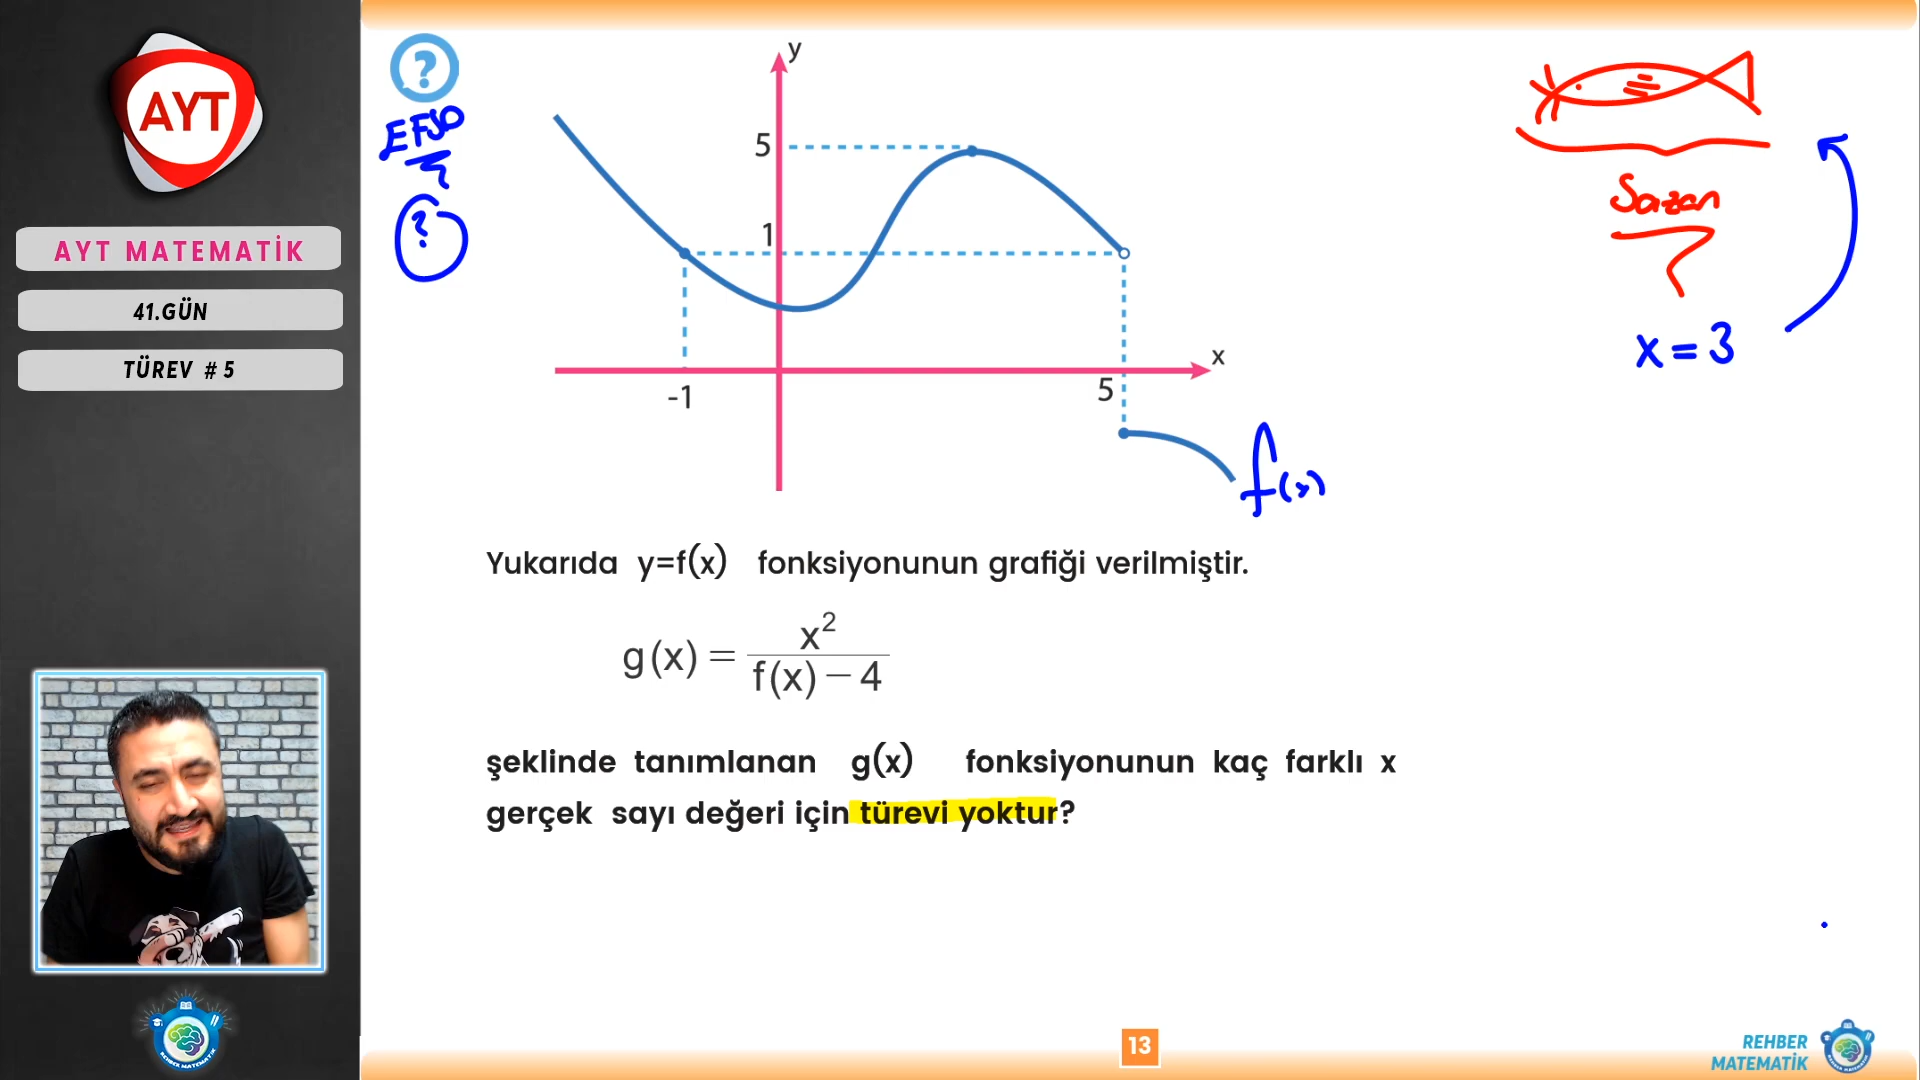 AYT
AYT MATEMATİK
41.GÜN
TÜREV # 5
?
EFSO
?
y
5
1
-1
5
x
f(x)
Sazan
x = 3
Yukarıda y=f(x) fonksiyonunun grafiği verilmiştir.
g(x) = x² / f(x) − 4
şeklinde tanımlanan g(x) fonksiyonunun kaç farklı x
gerçek sayı değeri için türevi yoktur?
13
REHBER
MATEMATİK